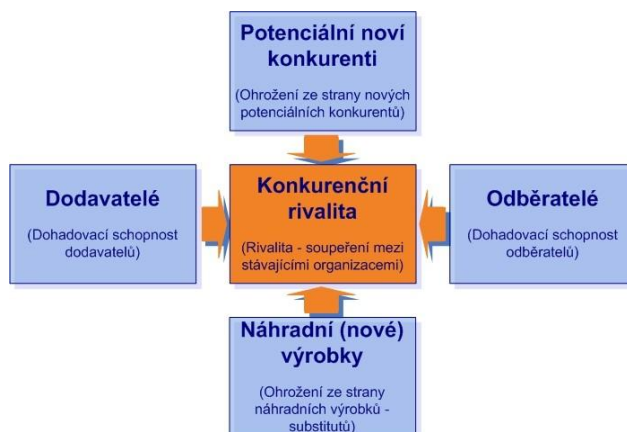 Potenciální noví
konkurenti
(Ohrožení ze strany nových
potenciálních konkurentů)
Dodavatelé
(Dohadovací schopnost
dodavatelů)
Konkurenční
rivalita
(Rivalita - soupeření mezi
stávajícími organizacemi)
Odběratelé
(Dohadovací schopnost
odběratelů)
Náhradní (nové)
výrobky
(Ohrožení ze strany
náhradních výrobků -
substitutů)